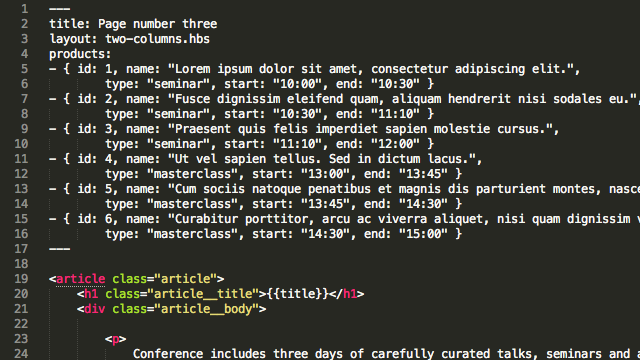 1 ---
2 title: Page number three
3 layout: two-columns.hbs
4 products:
5 - { id: 1, name: "Lorem ipsum dolor sit amet, consectetur adipiscing elit.",
6 type: "seminar", start: "10:00", end: "10:30" }
7 - { id: 2, name: "Fusce dignissim eleifend quam, aliquam hendrerit nisi sodales eu.",
8 type: "seminar", start: "10:30", end: "11:10" }
9 - { id: 3, name: "Praesent quis felis imperdiet sapien molestie cursus.",
10 type: "seminar", start: "11:10", end: "12:00" }
11 - { id: 4, name: "Ut vel sapien tellus. Sed in dictum lacus.",
12 type: "masterclass", start: "13:00", end: "13:45" }
13 - { id: 5, name: "Cum sociis natoque penatibus et magnis dis parturient montes, nasce
14 type: "masterclass", start: "13:45", end: "14:30" }
15 - { id: 6, name: "Curabitur porttitor, arcu ac viverra aliquet, nisi quam dignissim
16 type: "masterclass", start: "14:30", end: "15:00" }
17 ---
18
19 <article class="article">
20 <h1 class="article__title">{{title}}</h1>
21 <div class="article__body">
22
23 <p>
24 Conference includes three days of carefully curated talks, seminars and